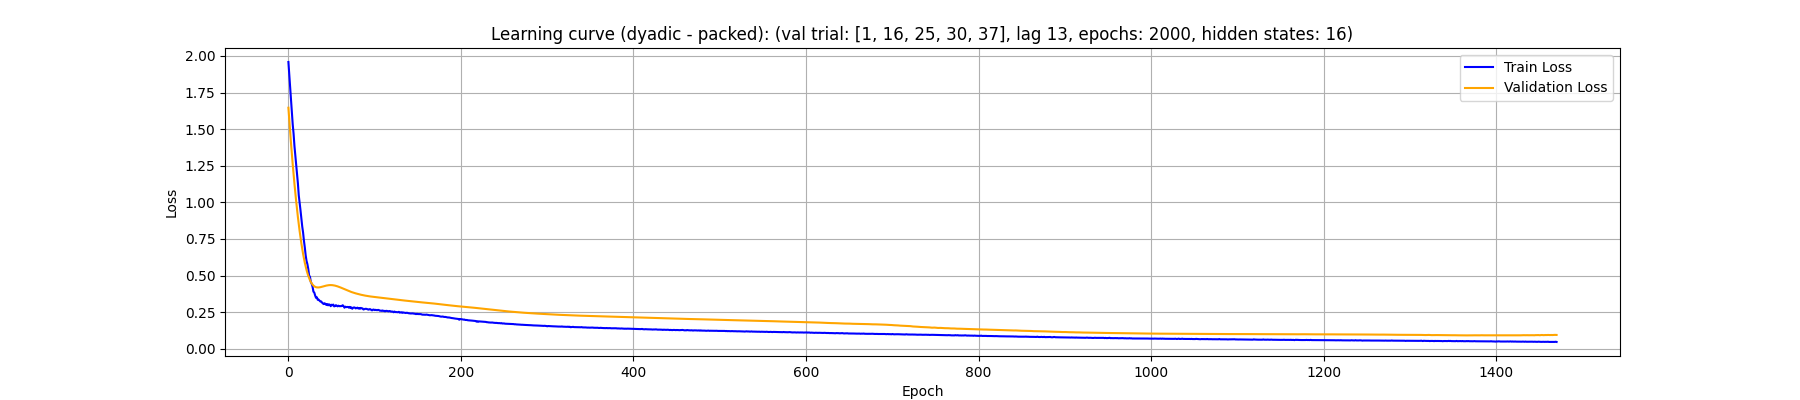 Learning curve (dyadic - packed): (val trial: [1, 16, 25, 30, 37], lag 13, epochs: 2000, hidden states: 16)
Train Loss
Validation Loss
2.00
1.75
1.50
1.25
1.00
0.75
0.50
0.25
0.00
Loss
0 200 400 600 800 1000 1200 1400
Epoch